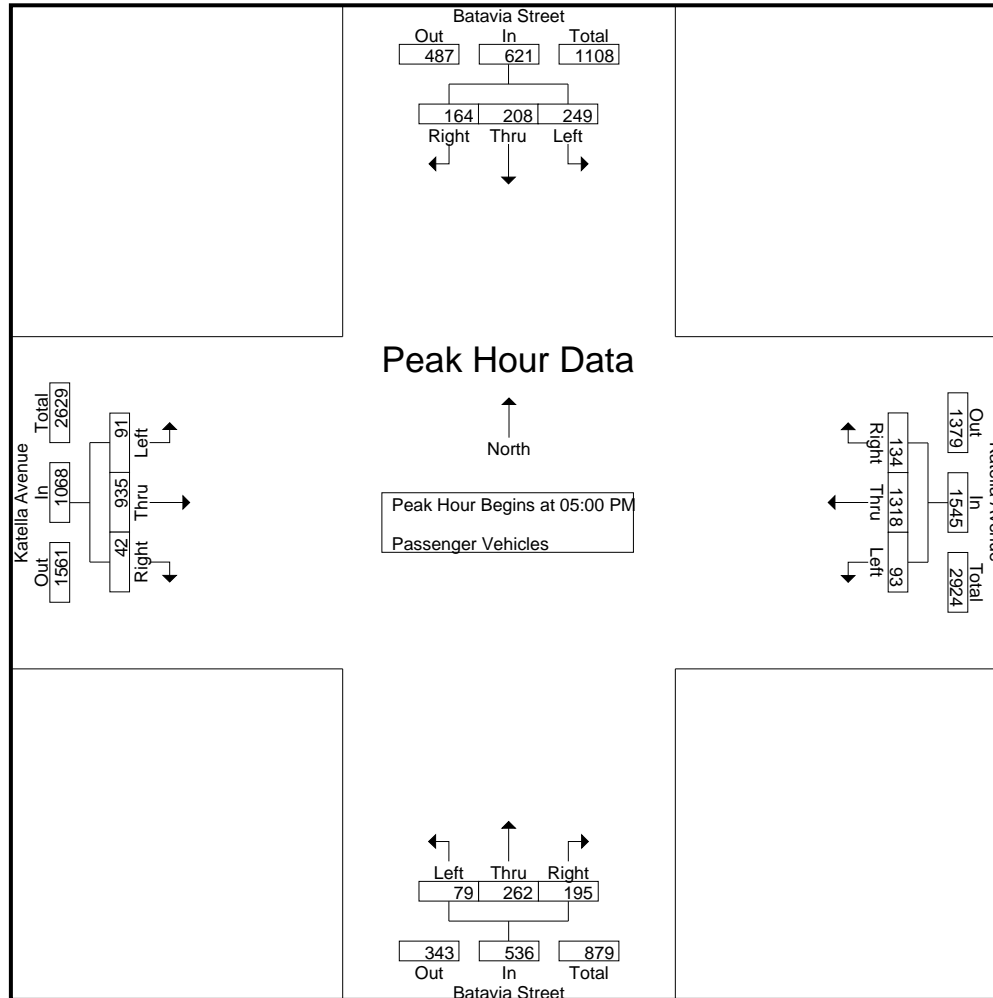 Batavia Street
Out In Total
487 621 1108
164 208 249
Right Thru Left
Peak Hour Data
North
Peak Hour Begins at 05:00 PM
Passenger Vehicles
Katella Avenue
Total In Out
2629 1068 1561
91 935 42
Left Thru Right
Katella Avenue
Out In Total
1379 1545 2924
134 1318 93
Right Thru Left
Left Thru Right
79 262 195
343 536 879
Out In Total
Batavia Street